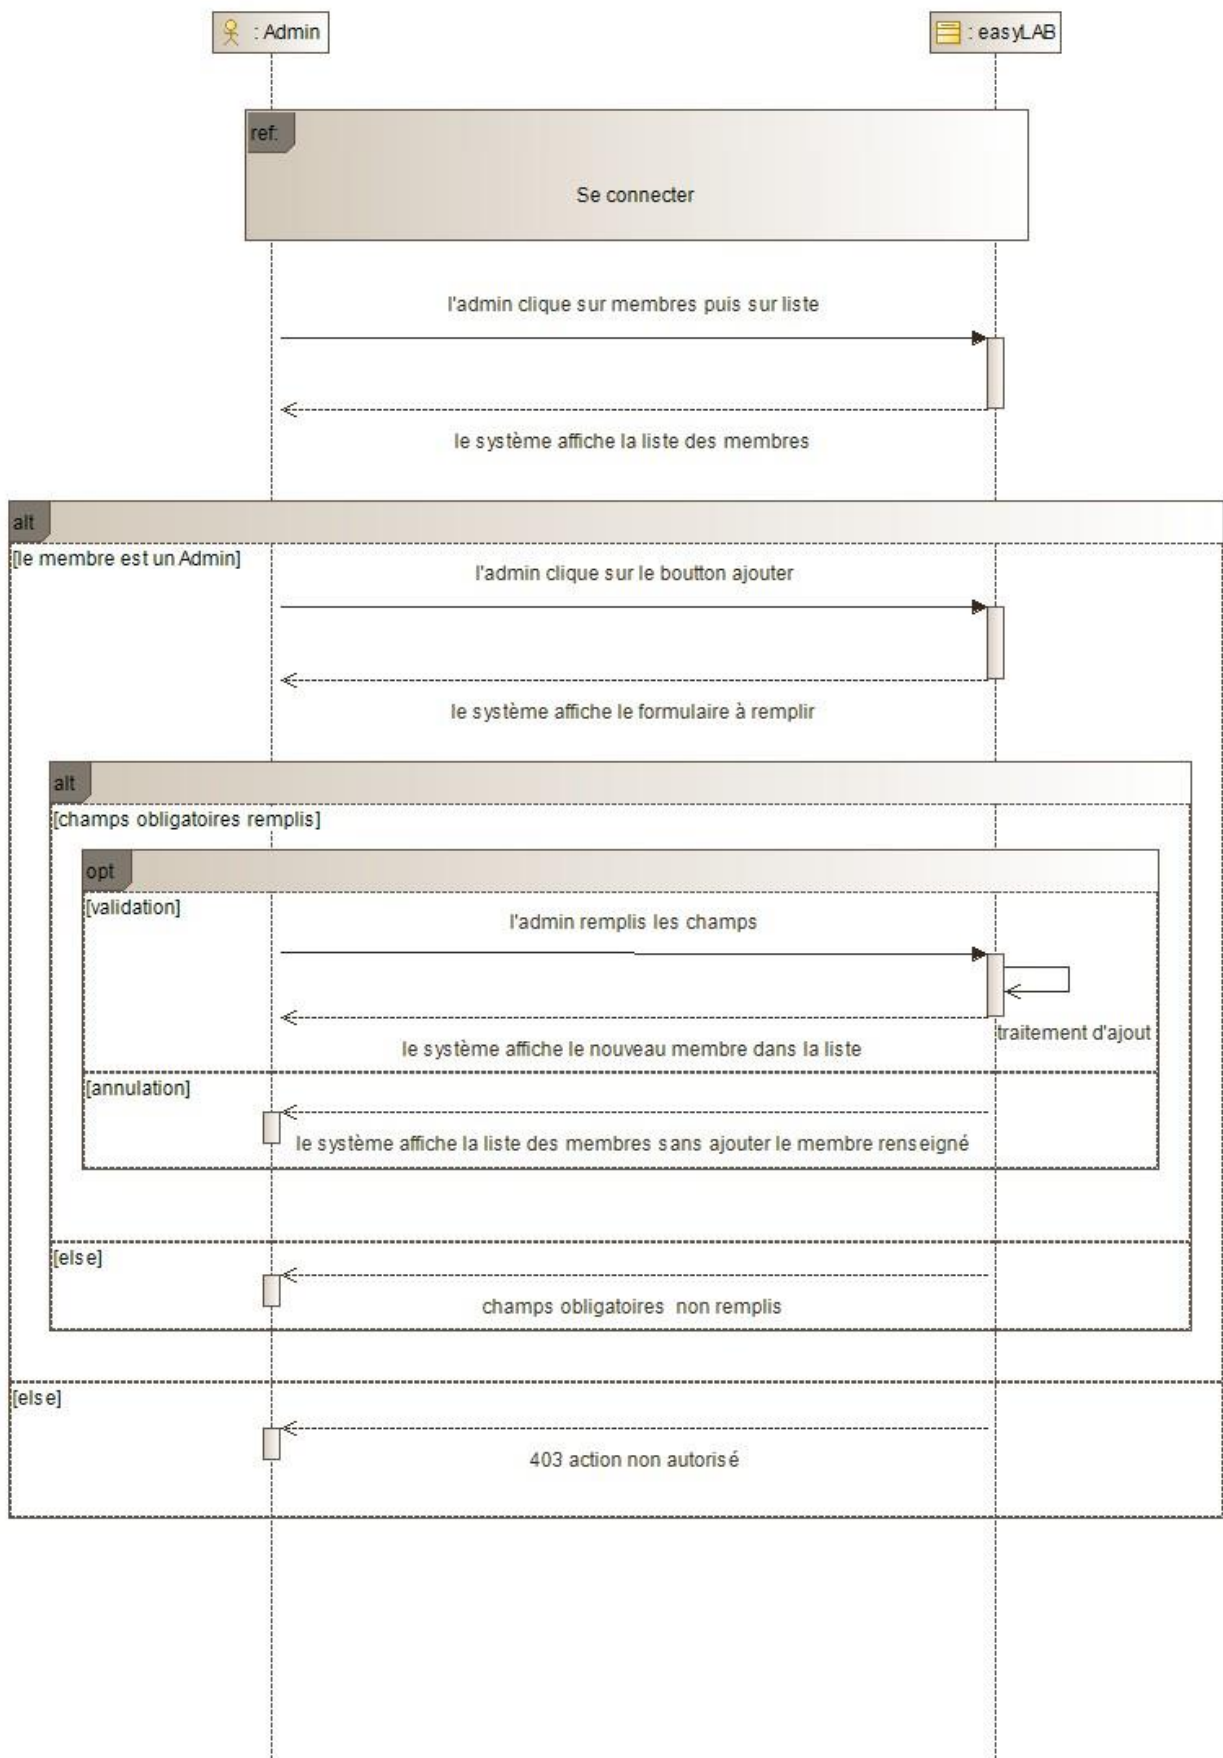 : Admin
: easyLAB
ref:
Se connecter
l'admin clique sur membres puis sur liste
le système affiche la liste des membres
alt
[le membre est un Admin]
l'admin clique sur le boutton ajouter
le système affiche le formulaire à remplir
alt
[champs obligatoires remplis]
opt
[validation]
l'admin remplis les champs
traitement d'ajout
le système affiche le nouveau membre dans la liste
[annulation]
le système affiche la liste des membres sans ajouter le membre renseigné
[else]
champs obligatoires non remplis
[else]
403 action non autorisé